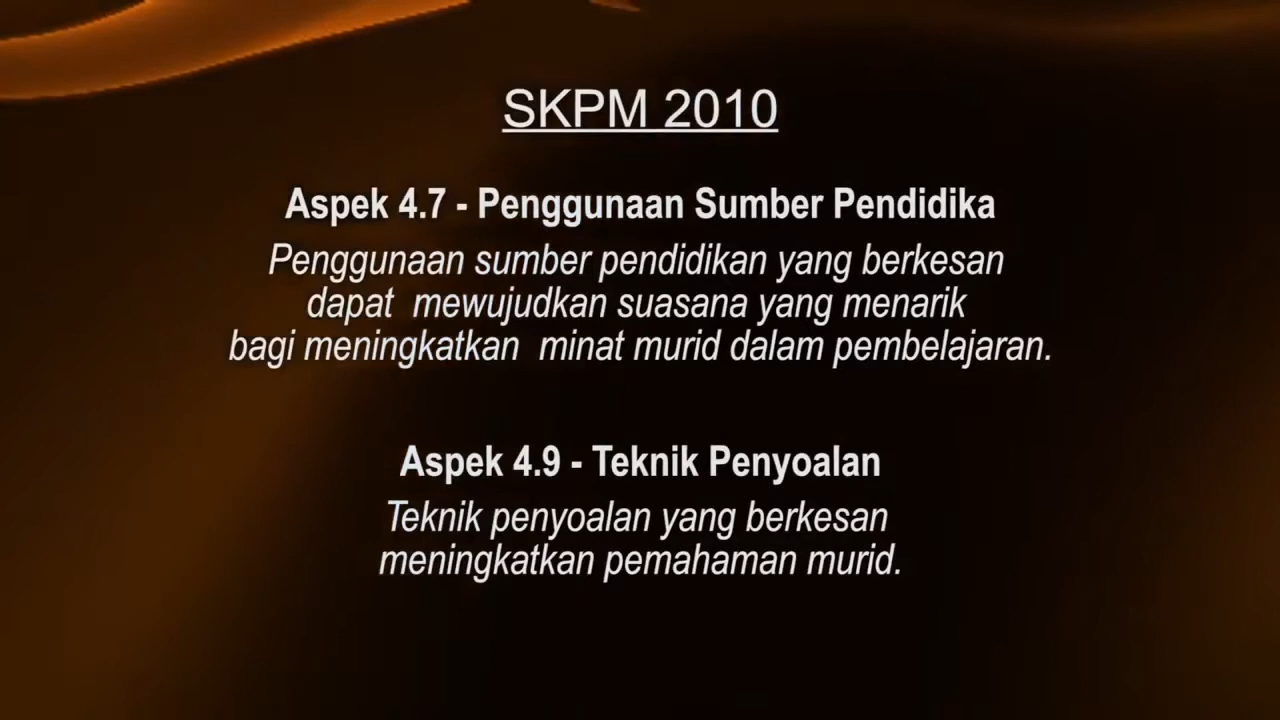 SKPM 2010
Aspek 4.7 - Penggunaan Sumber Pendidika
Penggunaan sumber pendidikan yang berkesan
dapat mewujudkan suasana yang menarik
bagi meningkatkan minat murid dalam pembelajaran.
Aspek 4.9 - Teknik Penyoalan
Teknik penyoalan yang berkesan
meningkatkan pemahaman murid.